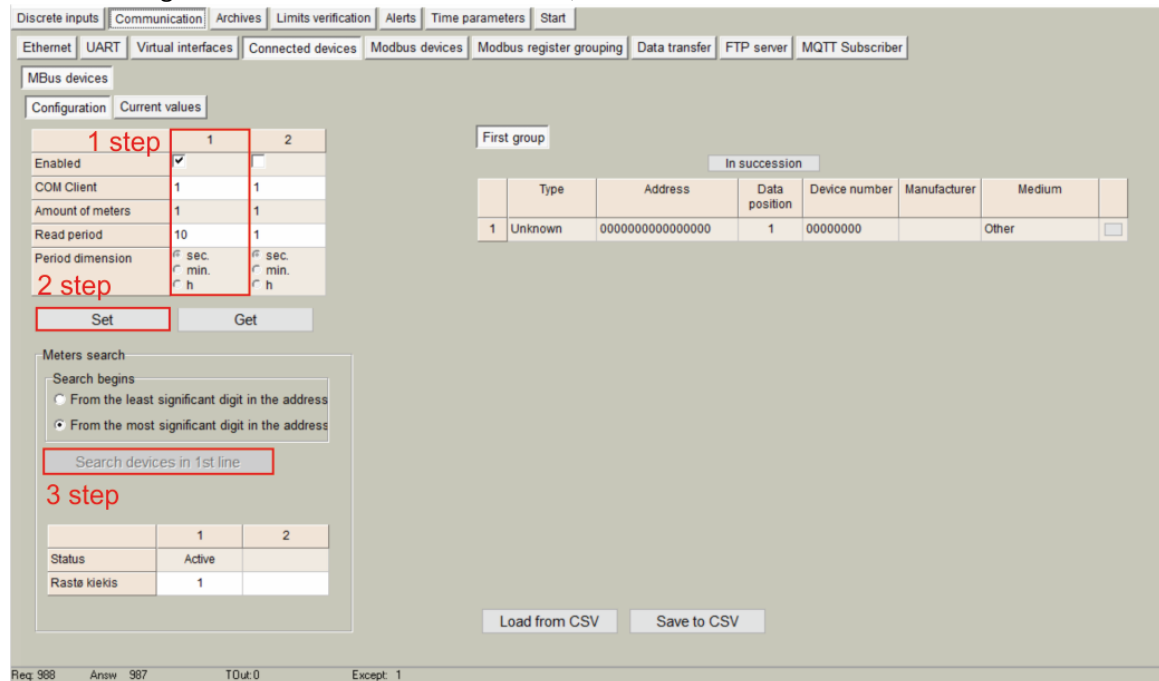 Discrete inputs Communication Archives Limits verification Alerts Time parameters Start
Ethernet UART Virtual interfaces Connected devices Modbus devices Modbus register grouping Data transfer FTP server MQTT Subscriber
MBus devices
Configuration Current values
1 step 1 2
Enabled
COM Client 1 1
Amount of meters 1 1
Read period 10 1
Period dimension sec. sec.
min. min.
h h
2 step
Set Get
Meters search
Search begins
From the least significant digit in the address
From the most significant digit in the address
Search devices in 1st line
3 step
1 2
Status Active
Rastø kiekis 1
First group
In succession
Type Address Data position Device number Manufacturer Medium
1 Unknown 0000000000000000 1 00000000 Other
Load from CSV Save to CSV
Req: 988 Answ 987 TOut: 0 Except: 1